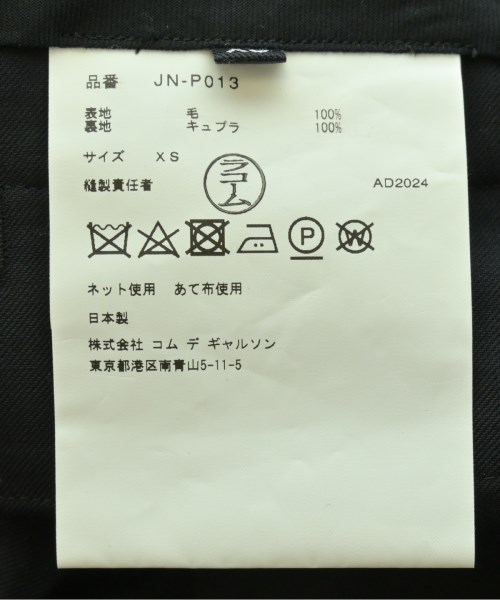 品番 JN-P013
表地 毛 100%
裏地 キュプラ 100%
サイズ XS
縫製責任者 ラコム AD2024
P W
ネット使用 あて布使用
日本製
株式会社 コム デ ギャルソン
東京都港区南青山5-11-5